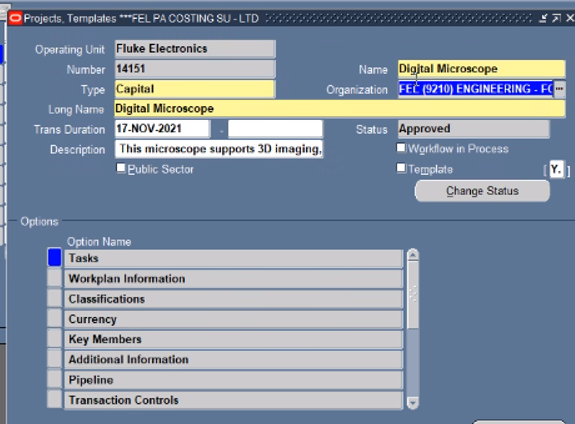 Projects, Templates ***FEL PA COSTING SU - LTD
Operating Unit Fluke Electronics
Number 14151 Name Digital Microscope
Type Capital Organization FEC (9210) ENGINEERING - FC ...
Long Name Digital Microscope
Trans Duration 17-NOV-2021 - Status Approved
Description This microscope supports 3D imaging, Workflow in Process
Public Sector Template [ Y. ]
Change Status
Options
Option Name
Tasks
Workplan Information
Classifications
Currency
Key Members
Additional Information
Pipeline
Transaction Controls